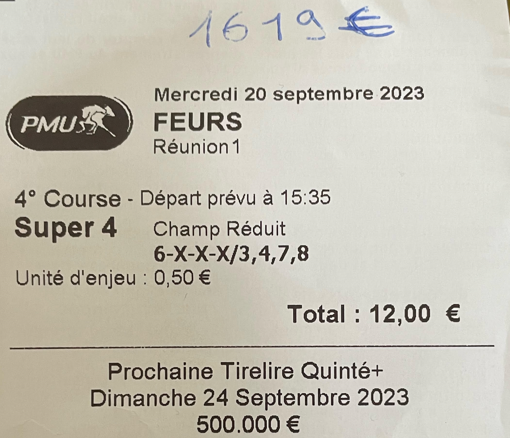 1619 €
Mercredi 20 septembre 2023
PMU
FEURS
Réunion 1
4° Course - Départ prévu à 15:35
Super 4 Champ Réduit
6-X-X-X/3,4,7,8
Unité d'enjeu : 0,50 €
Total : 12,00 €
Prochaine Tirelire Quinté+
Dimanche 24 Septembre 2023
500.000 €